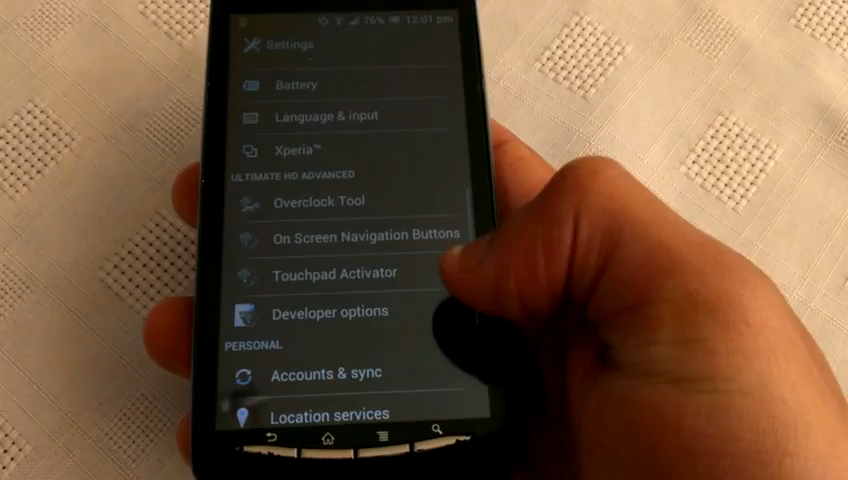 76% 12:01 pm
Settings
Battery
Language & input
Xperia™
ULTIMATE HD ADVANCED
Overclock Tool
On Screen Navigation Buttons
Touchpad Activator
Developer options
PERSONAL
Accounts & sync
Location services